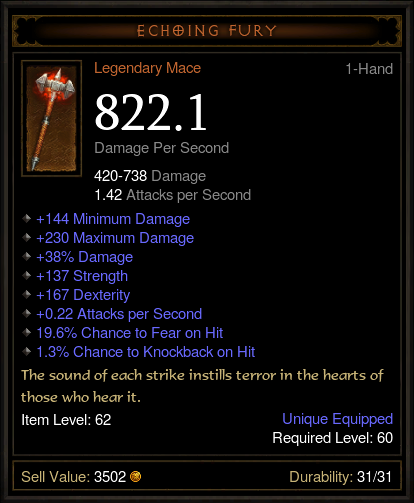 ECHOING FURY
Legendary Mace 1-Hand
822.1
Damage Per Second
420-738 Damage
1.42 Attacks per Second
+144 Minimum Damage
+230 Maximum Damage
+38% Damage
+137 Strength
+167 Dexterity
+0.22 Attacks per Second
19.6% Chance to Fear on Hit
1.3% Chance to Knockback on Hit
The sound of each strike instills terror in the hearts of
those who hear it.
Item Level: 62 Unique Equipped
Required Level: 60
Sell Value: 3502 Durability: 31/31